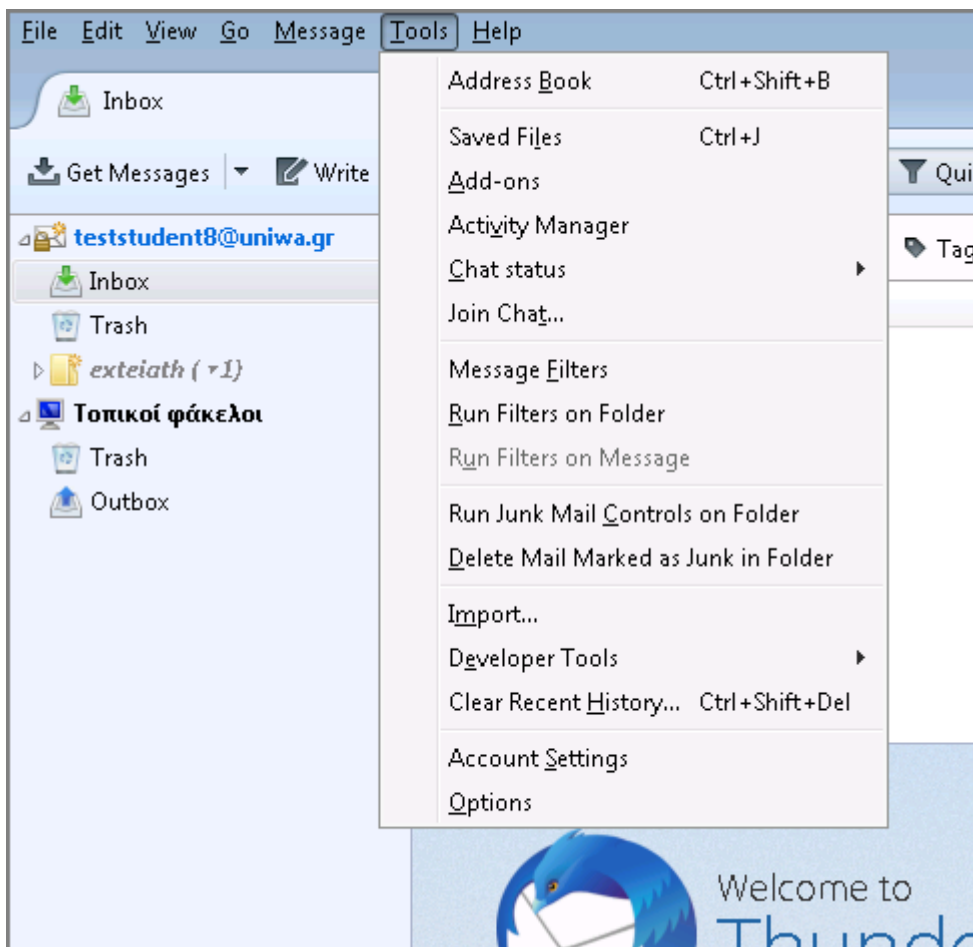 File Edit View Go Message Tools Help
Inbox
Get Messages Write
teststudent8@uniwa.gr
Inbox
Trash
exteiath ( ▾1)
Τοπικοί φάκελοι
Trash
Outbox
Address Book Ctrl+Shift+B
Saved Files Ctrl+J
Add-ons
Activity Manager
Chat status
Join Chat...
Message Filters
Run Filters on Folder
Run Filters on Message
Run Junk Mail Controls on Folder
Delete Mail Marked as Junk in Folder
Import...
Developer Tools
Clear Recent History... Ctrl+Shift+Del
Account Settings
Options
Qui
Tag
Welcome to